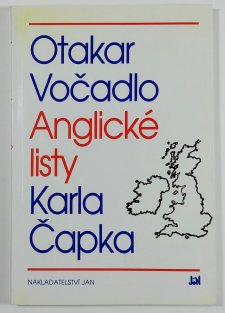 Otakar
Vočadlo
Anglické
listy
Karla
Čapka
NAKLADATELSTVÍ JAN
jan